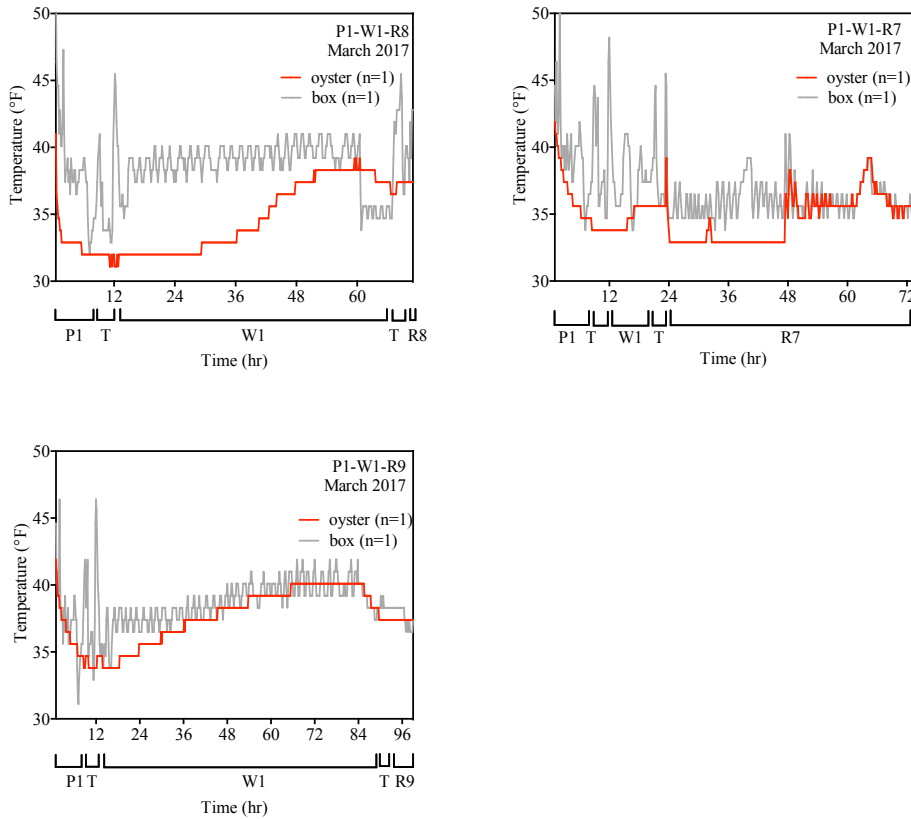 P1-W1-R8
March 2017
oyster (n=1)
box (n=1)
Temperature (°F)
50
45
40
35
30
12 24 36 48 60
P1 T W1 T R8
Time (hr)
P1-W1-R7
March 2017
oyster (n=1)
box (n=1)
Temperature (°F)
50
45
40
35
30
12 24 36 48 60 72
P1 T W1 T R7
Time (hr)
P1-W1-R9
March 2017
oyster (n=1)
box (n=1)
Temperature (°F)
50
45
40
35
30
12 24 36 48 60 72 84 96
P1 T W1 T R9
Time (hr)